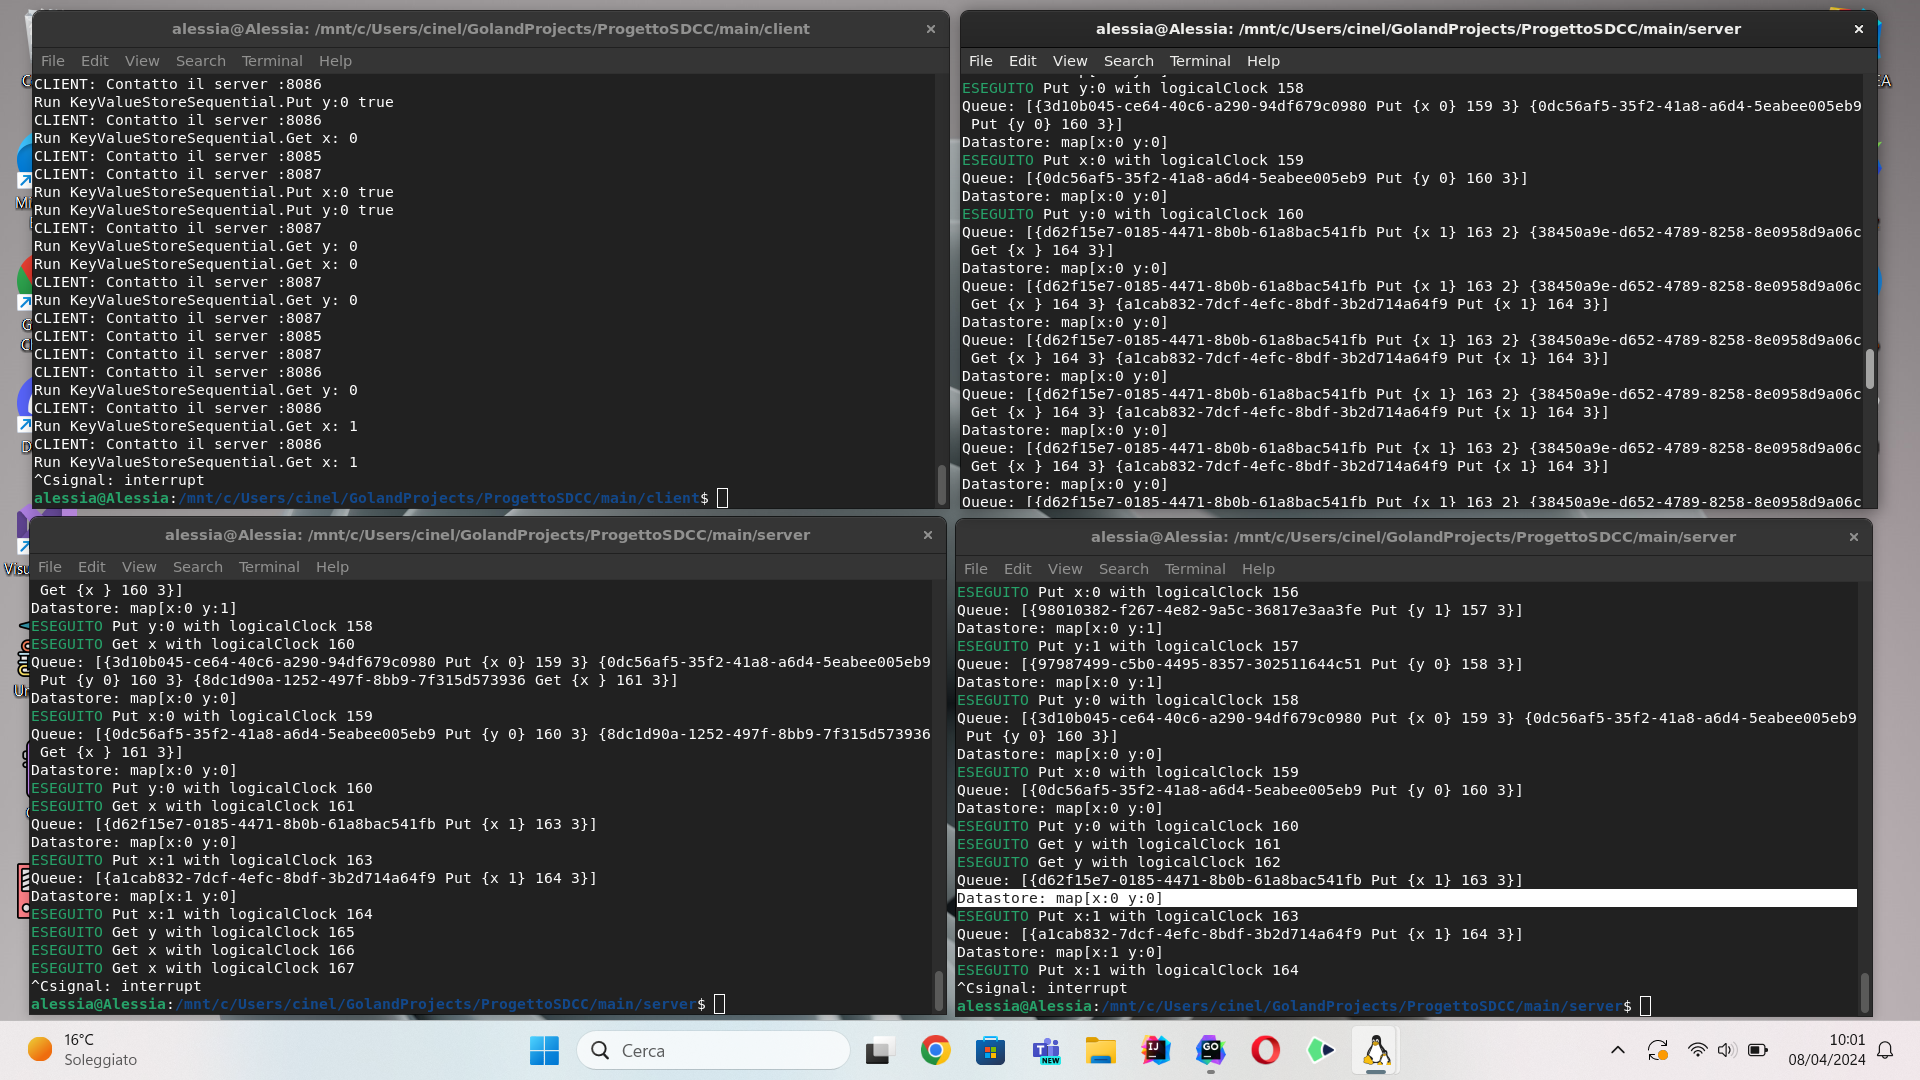 alessia@Alessia: /mnt/c/Users/cinel/GolandProjects/ProgettoSDCC/main/client
File Edit View Search Terminal Help
CLIENT: Contatto il server :8086
Run KeyValueStoreSequential.Put y:0 true
CLIENT: Contatto il server :8086
Run KeyValueStoreSequential.Get x: 0
CLIENT: Contatto il server :8085
CLIENT: Contatto il server :8087
Run KeyValueStoreSequential.Put x:0 true
Run KeyValueStoreSequential.Put y:0 true
CLIENT: Contatto il server :8087
Run KeyValueStoreSequential.Get y: 0
Run KeyValueStoreSequential.Get x: 0
CLIENT: Contatto il server :8087
Run KeyValueStoreSequential.Get y: 0
CLIENT: Contatto il server :8087
CLIENT: Contatto il server :8085
CLIENT: Contatto il server :8087
CLIENT: Contatto il server :8086
Run KeyValueStoreSequential.Get y: 0
CLIENT: Contatto il server :8086
Run KeyValueStoreSequential.Get x: 1
CLIENT: Contatto il server :8086
Run KeyValueStoreSequential.Get x: 1
^Csignal: interrupt
alessia@Alessia:/mnt/c/Users/cinel/GolandProjects/ProgettoSDCC/main/client$
alessia@Alessia: /mnt/c/Users/cinel/GolandProjects/ProgettoSDCC/main/server
File Edit View Search Terminal Help
ESEGUITO Put y:0 with logicalClock 158
Queue: [{3d10b045-ce64-40c6-a290-94df679c0980 Put {x 0} 159 3} {0dc56af5-35f2-41a8-a6d4-5eabee005eb9
Put {y 0} 160 3}]
Datastore: map[x:0 y:0]
ESEGUITO Put x:0 with logicalClock 159
Queue: [{0dc56af5-35f2-41a8-a6d4-5eabee005eb9 Put {y 0} 160 3}]
Datastore: map[x:0 y:0]
ESEGUITO Put y:0 with logicalClock 160
Queue: [{d62f15e7-0185-4471-8b0b-61a8bac541fb Put {x 1} 163 2} {38450a9e-d652-4789-8258-8e0958d9a06c
Get {x } 164 3}]
Datastore: map[x:0 y:0]
Queue: [{d62f15e7-0185-4471-8b0b-61a8bac541fb Put {x 1} 163 2} {38450a9e-d652-4789-8258-8e0958d9a06c
Get {x } 164 3} {a1cab832-7dcf-4efc-8bdf-3b2d714a64f9 Put {x 1} 164 3}]
Datastore: map[x:0 y:0]
Queue: [{d62f15e7-0185-4471-8b0b-61a8bac541fb Put {x 1} 163 2} {38450a9e-d652-4789-8258-8e0958d9a06c
Get {x } 164 3} {a1cab832-7dcf-4efc-8bdf-3b2d714a64f9 Put {x 1} 164 3}]
Datastore: map[x:0 y:0]
Queue: [{d62f15e7-0185-4471-8b0b-61a8bac541fb Put {x 1} 163 2} {38450a9e-d652-4789-8258-8e0958d9a06c
Get {x } 164 3} {a1cab832-7dcf-4efc-8bdf-3b2d714a64f9 Put {x 1} 164 3}]
Datastore: map[x:0 y:0]
Queue: [{d62f15e7-0185-4471-8b0b-61a8bac541fb Put {x 1} 163 2} {38450a9e-d652-4789-8258-8e0958d9a06c
Get {x } 164 3} {a1cab832-7dcf-4efc-8bdf-3b2d714a64f9 Put {x 1} 164 3}]
Datastore: map[x:0 y:0]
Queue: [{d62f15e7-0185-4471-8b0b-61a8bac541fb Put {x 1} 163 2} {38450a9e-d652-4789-8258-8e0958d9a06c
alessia@Alessia: /mnt/c/Users/cinel/GolandProjects/ProgettoSDCC/main/server
File Edit View Search Terminal Help
Get {x } 160 3}]
Datastore: map[x:0 y:1]
ESEGUITO Put y:0 with logicalClock 158
ESEGUITO Get x with logicalClock 160
Queue: [{3d10b045-ce64-40c6-a290-94df679c0980 Put {x 0} 159 3} {0dc56af5-35f2-41a8-a6d4-5eabee005eb9
Put {y 0} 160 3} {8dc1d90a-1252-497f-8bb9-7f315d573936 Get {x } 161 3}]
Datastore: map[x:0 y:0]
ESEGUITO Put x:0 with logicalClock 159
Queue: [{0dc56af5-35f2-41a8-a6d4-5eabee005eb9 Put {y 0} 160 3} {8dc1d90a-1252-497f-8bb9-7f315d573936
Get {x } 161 3}]
Datastore: map[x:0 y:0]
ESEGUITO Put y:0 with logicalClock 160
ESEGUITO Get x with logicalClock 161
Queue: [{d62f15e7-0185-4471-8b0b-61a8bac541fb Put {x 1} 163 3}]
Datastore: map[x:0 y:0]
ESEGUITO Put x:1 with logicalClock 163
Queue: [{a1cab832-7dcf-4efc-8bdf-3b2d714a64f9 Put {x 1} 164 3}]
Datastore: map[x:1 y:0]
ESEGUITO Put x:1 with logicalClock 164
ESEGUITO Get y with logicalClock 165
ESEGUITO Get x with logicalClock 166
ESEGUITO Get x with logicalClock 167
^Csignal: interrupt
alessia@Alessia:/mnt/c/Users/cinel/GolandProjects/ProgettoSDCC/main/server$
alessia@Alessia: /mnt/c/Users/cinel/GolandProjects/ProgettoSDCC/main/server
File Edit View Search Terminal Help
ESEGUITO Put x:0 with logicalClock 156
Queue: [{98010382-f267-4e82-9a5c-36817e3aa3fe Put {y 1} 157 3}]
Datastore: map[x:0 y:1]
ESEGUITO Put y:1 with logicalClock 157
Queue: [{97987499-c5b0-4495-8357-302511644c51 Put {y 0} 158 3}]
Datastore: map[x:0 y:1]
ESEGUITO Put y:0 with logicalClock 158
Queue: [{3d10b045-ce64-40c6-a290-94df679c0980 Put {x 0} 159 3} {0dc56af5-35f2-41a8-a6d4-5eabee005eb9
Put {y 0} 160 3}]
Datastore: map[x:0 y:0]
ESEGUITO Put x:0 with logicalClock 159
Queue: [{0dc56af5-35f2-41a8-a6d4-5eabee005eb9 Put {y 0} 160 3}]
Datastore: map[x:0 y:0]
ESEGUITO Put y:0 with logicalClock 160
ESEGUITO Get y with logicalClock 161
ESEGUITO Get y with logicalClock 162
Queue: [{d62f15e7-0185-4471-8b0b-61a8bac541fb Put {x 1} 163 3}]
Datastore: map[x:0 y:0]
ESEGUITO Put x:1 with logicalClock 163
Queue: [{a1cab832-7dcf-4efc-8bdf-3b2d714a64f9 Put {x 1} 164 3}]
Datastore: map[x:1 y:0]
ESEGUITO Put x:1 with logicalClock 164
^Csignal: interrupt
alessia@Alessia:/mnt/c/Users/cinel/GolandProjects/ProgettoSDCC/main/server$
16°C
Soleggiato
Cerca
NEW
IJ
GO
10:01
08/04/2024